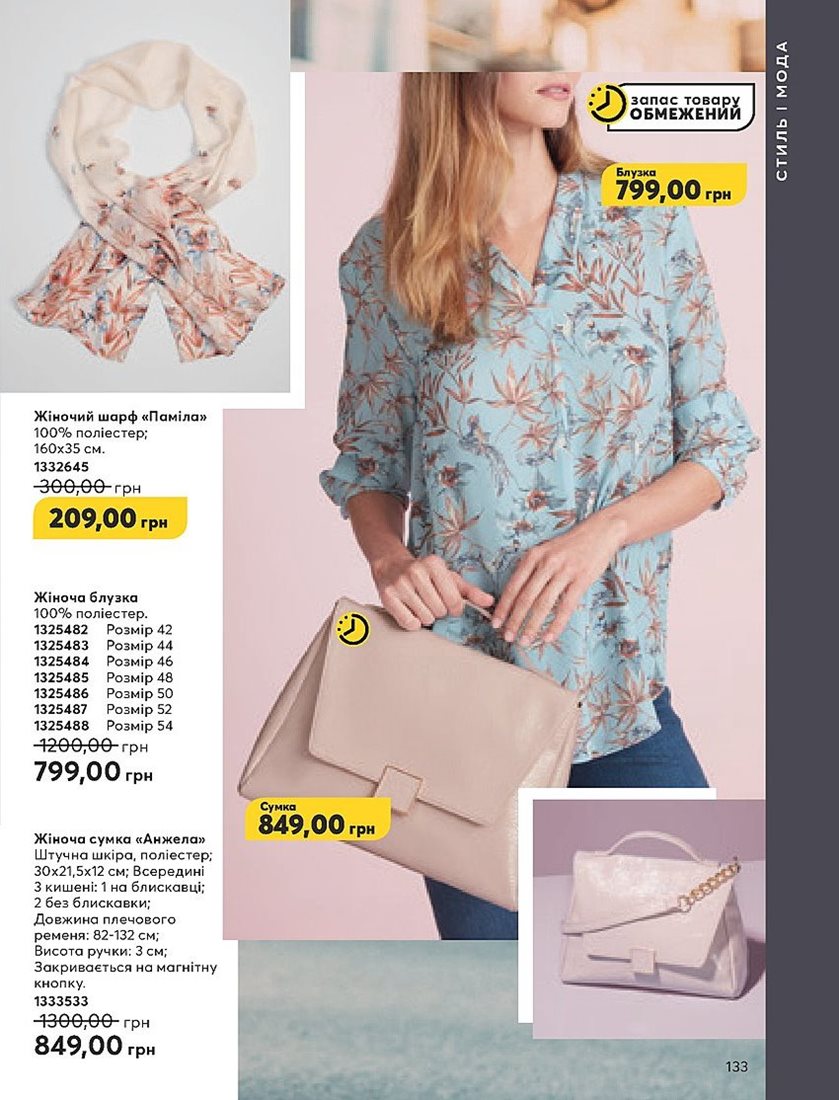 СТИЛЬ І МОДА
запас товару
ОБМЕЖЕНИЙ
Блузка
799,00 грн
Жіночий шарф «Паміла»
100% поліестер;
160х35 см.
1332645
300,00 грн
209,00 грн
Жіноча блузка
100% поліестер.
1325482 Розмір 42
1325483 Розмір 44
1325484 Розмір 46
1325485 Розмір 48
1325486 Розмір 50
1325487 Розмір 52
1325488 Розмір 54
1200,00 грн
799,00 грн
Сумка
849,00 грн
Жіноча сумка «Анжела»
Штучна шкіра, поліестер;
30х21,5х12 см; Всередині
3 кишені: 1 на блискавці;
2 без блискавки;
Довжина плечового
ременя: 82-132 см;
Висота ручки: 3 см;
Закривається на магнітну
кнопку.
1333533
1300,00 грн
849,00 грн
133